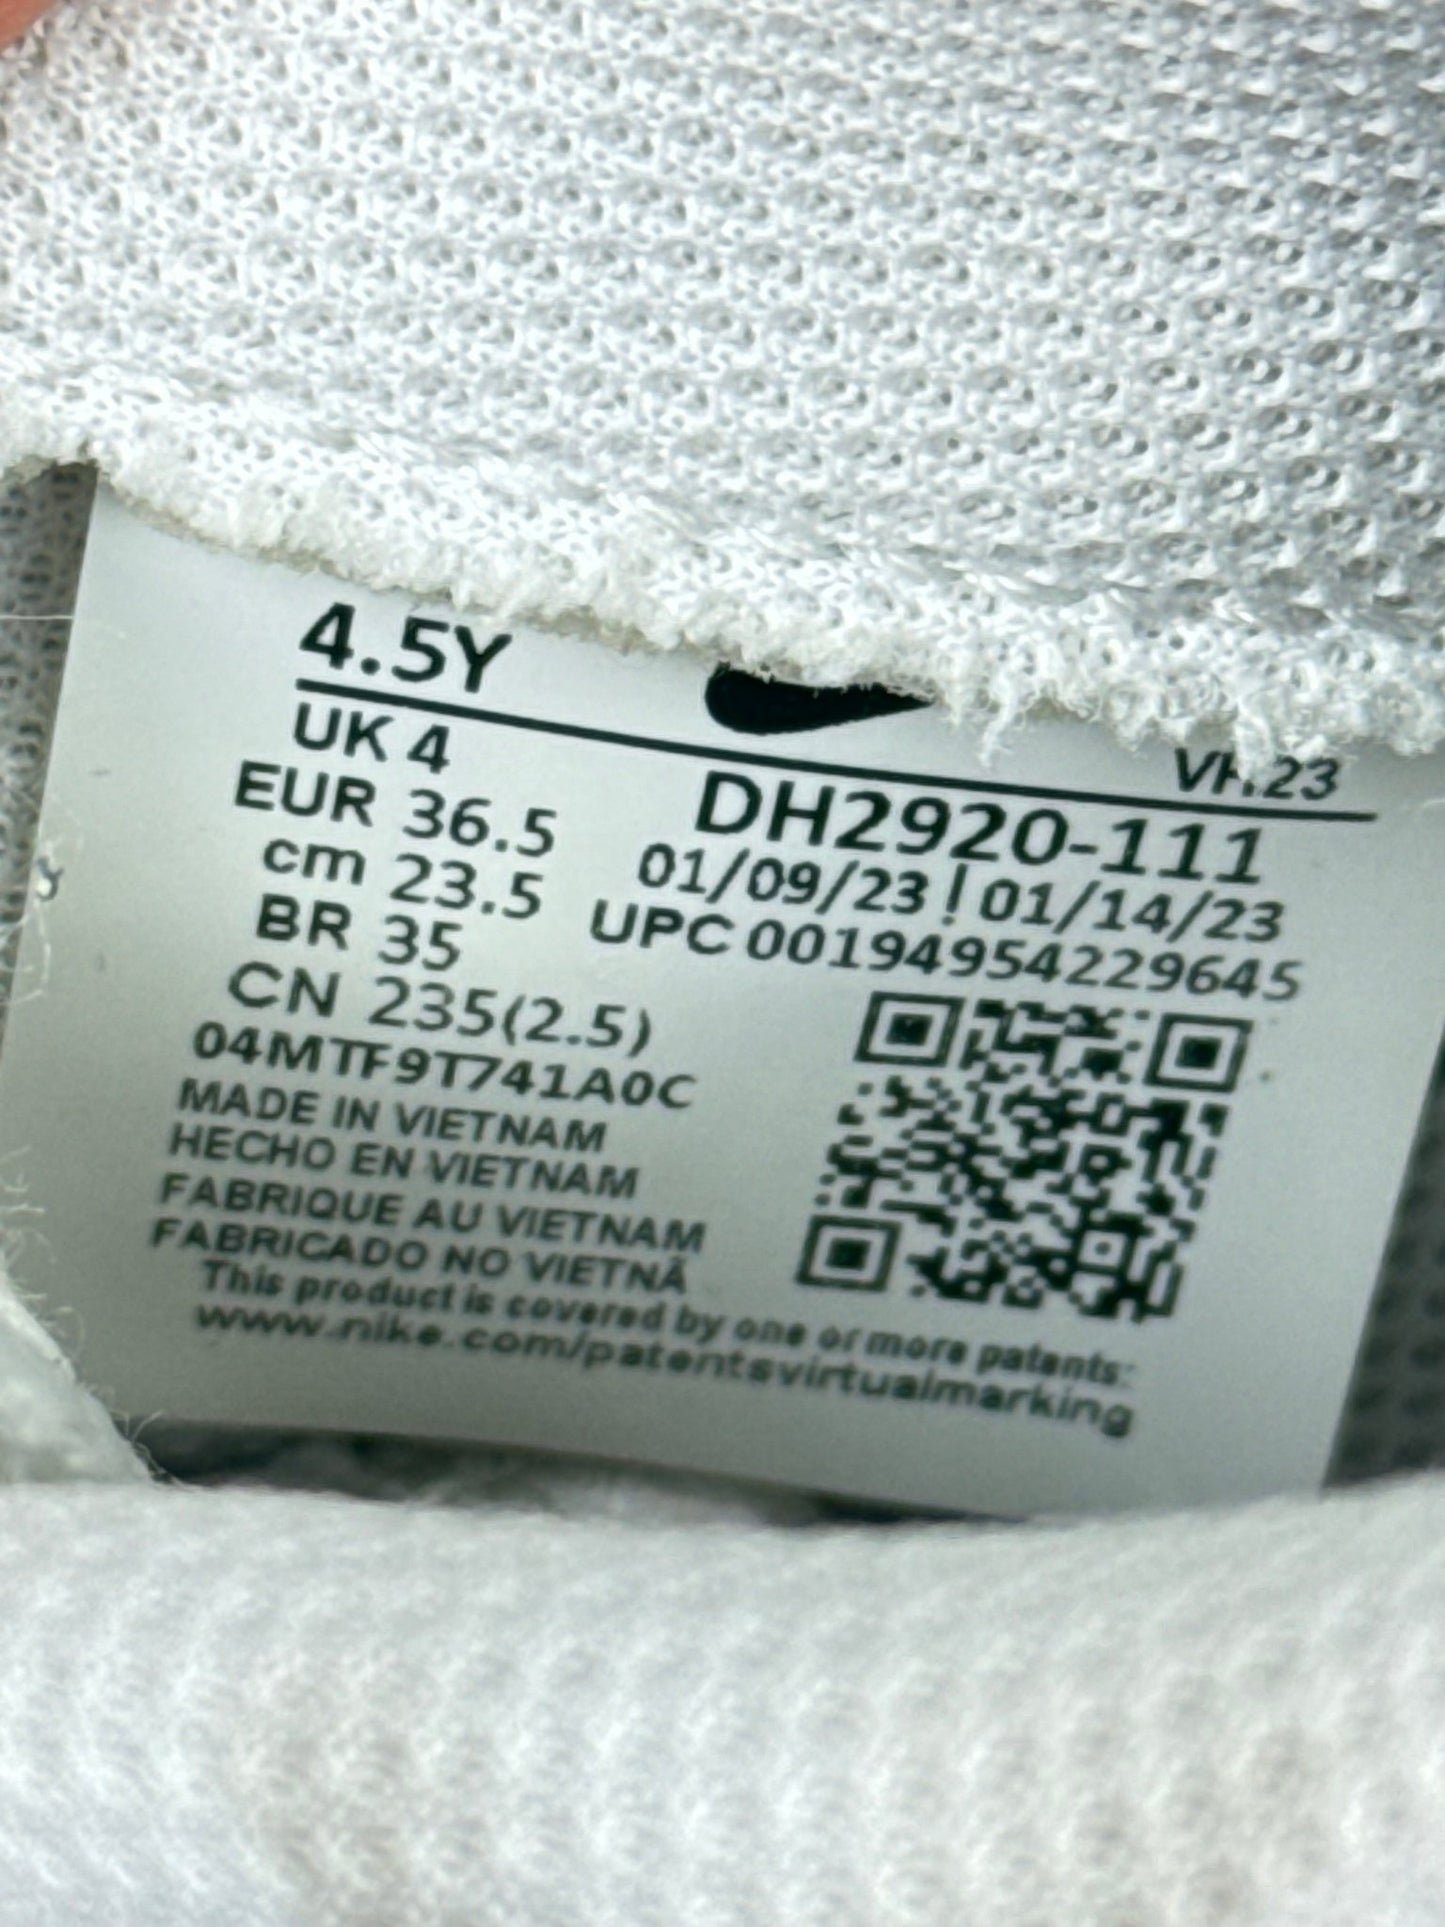 4.5Y
UK 4
EUR 36.5
cm 23.5
BR 35
CN 235(2.5)
04MTF9T741A0C
MADE IN VIETNAM
HECHO EN VIETNAM
FABRIQUE AU VIETNAM
FABRICADO NO VIETNÃ
DH2920-111
01/09/23 | 01/14/23
UPC 00194954229645
This product is covered by one or more patents:
www.nike.com/patentsvirtualmarking